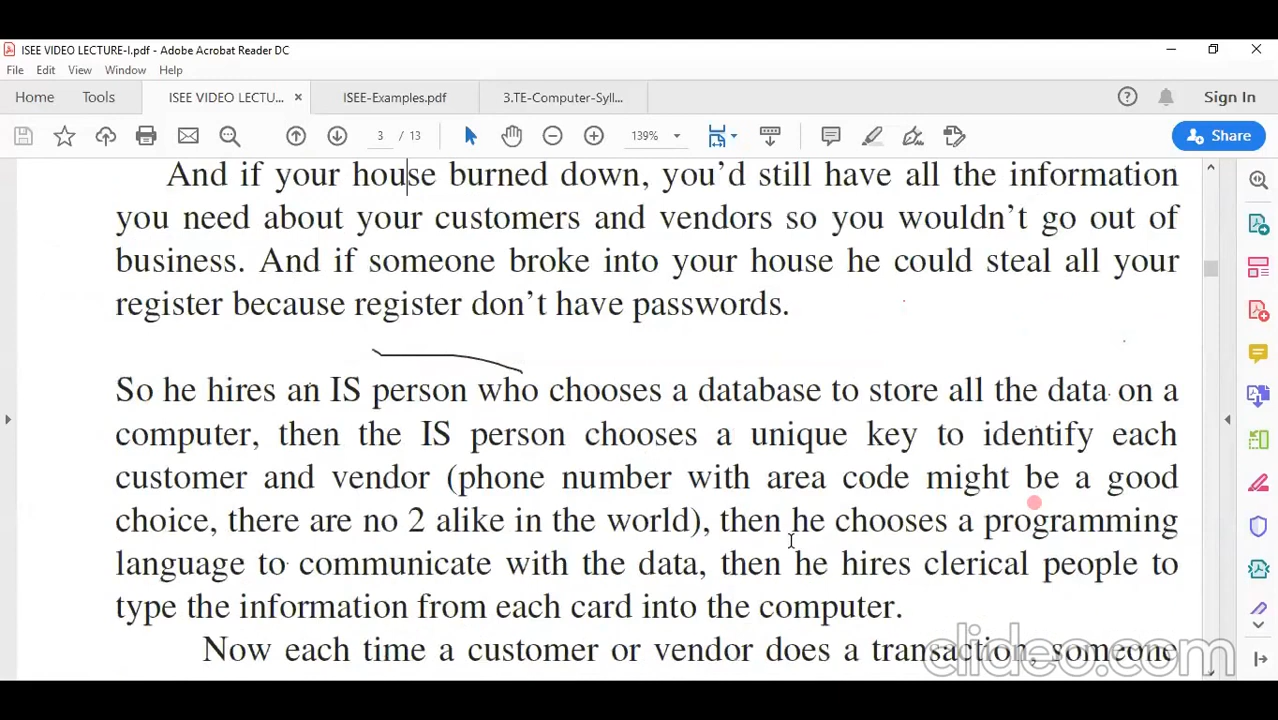 ISEE VIDEO LECTURE-I.pdf - Adobe Acrobat Reader DC
File Edit View Window Help
Home Tools ISEE VIDEO LECTU... × ISEE-Examples.pdf 3.TE-Computer-Syll... Sign In
3 / 13 139% Share
And if your house burned down, you’d still have all the information
you need about your customers and vendors so you wouldn’t go out of
business. And if someone broke into your house he could steal all your
register because register don’t have passwords.
So he hires an IS person who chooses a database to store all the data on a
computer, then the IS person chooses a unique key to identify each
customer and vendor (phone number with area code might be a good
choice, there are no 2 alike in the world), then he chooses a programming
language to communicate with the data, then he hires clerical people to
type the information from each card into the computer.
Now each time a customer or vendor does a transaction, someone
clideo.com